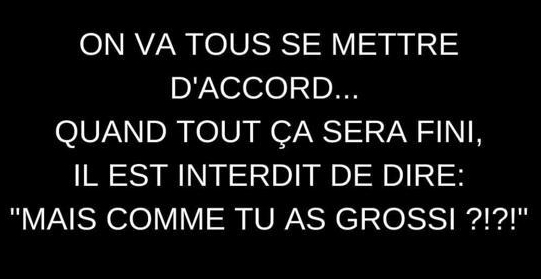 ON VA TOUS SE METTRE
D'ACCORD...
QUAND TOUT ÇA SERA FINI,
IL EST INTERDIT DE DIRE:
"MAIS COMME TU AS GROSSI ?!?!"